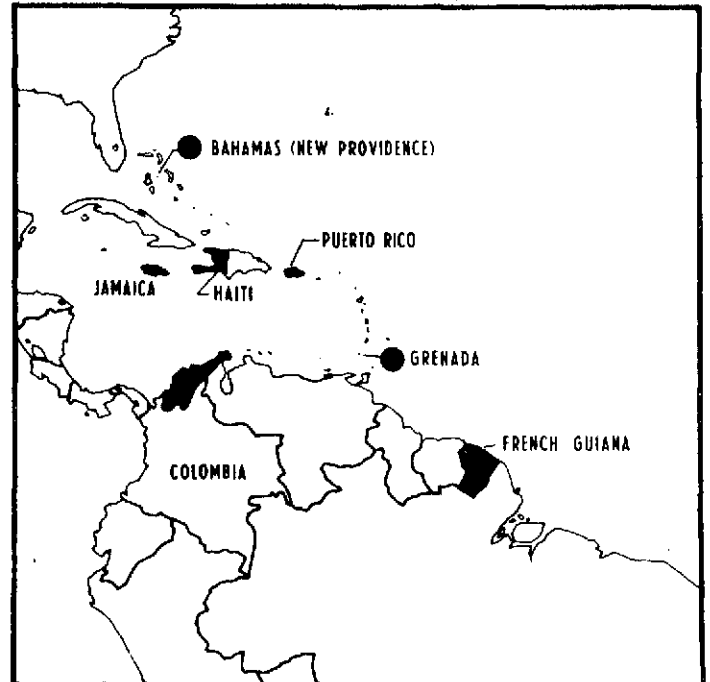 BAHAMAS (NEW PROVIDENCE)
PUERTO RICO
JAMAICA
HAITI
GRENADA
FRENCH GUIANA
COLOMBIA